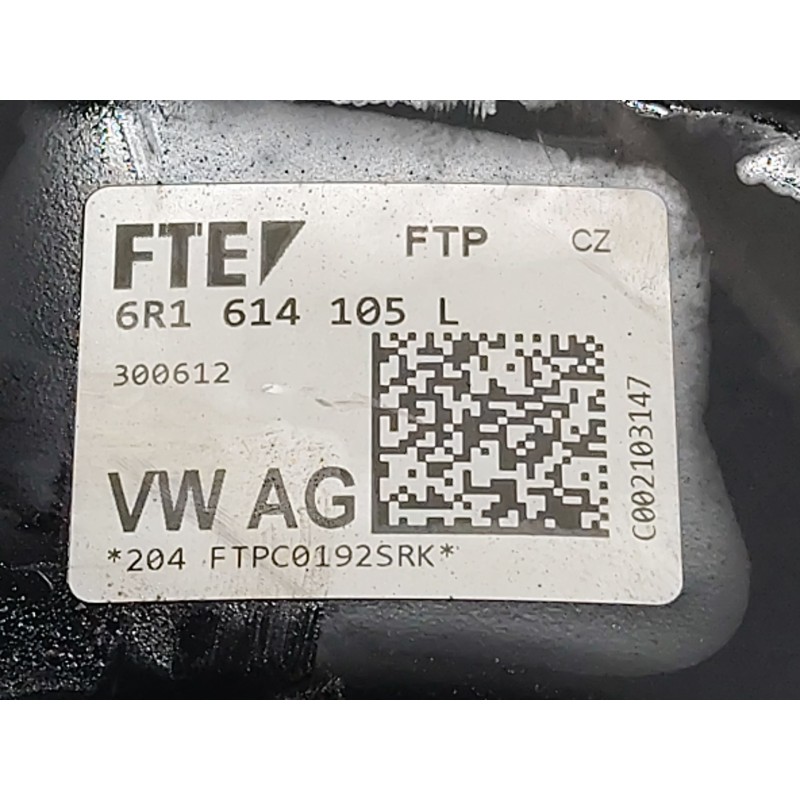 FTE FTP CZ
6R1 614 105 L
300612
C002103147
VW AG
*204 FTPC0192SRK*